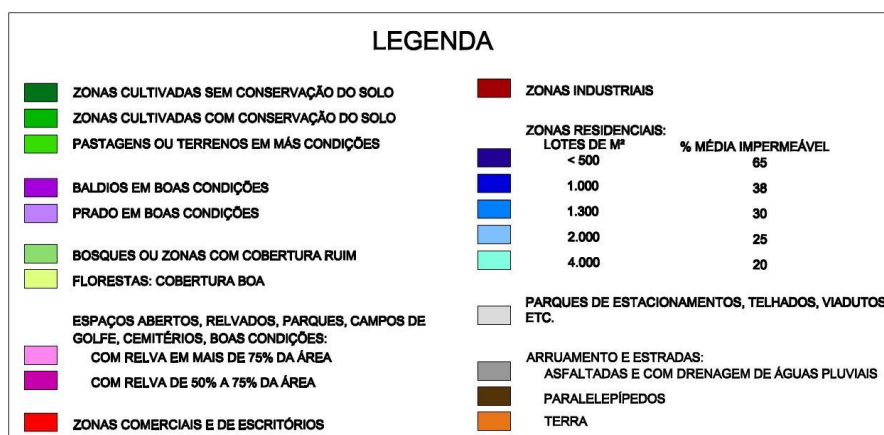 LEGENDA
ZONAS CULTIVADAS SEM CONSERVAÇÃO DO SOLO
ZONAS CULTIVADAS COM CONSERVAÇÃO DO SOLO
PASTAGENS OU TERRENOS EM MÁS CONDIÇÕES
BALDIOS EM BOAS CONDIÇÕES
PRADO EM BOAS CONDIÇÕES
BOSQUES OU ZONAS COM COBERTURA RUIM
FLORESTAS: COBERTURA BOA
ESPAÇOS ABERTOS, RELVADOS, PARQUES, CAMPOS DE
GOLFE, CEMITÉRIOS, BOAS CONDIÇÕES:
COM RELVA EM MAIS DE 75% DA ÁREA
COM RELVA DE 50% A 75% DA ÁREA
ZONAS COMERCIAIS E DE ESCRITÓRIOS
ZONAS INDUSTRIAIS
ZONAS RESIDENCIAIS:
LOTES DE M² % MÉDIA IMPERMEÁVEL
< 500 65
1.000 38
1.300 30
2.000 25
4.000 20
PARQUES DE ESTACIONAMENTOS, TELHADOS, VIADUTOS,
ETC.
ARRUAMENTO E ESTRADAS:
ASFALTADAS E COM DRENAGEM DE ÁGUAS PLUVIAIS
PARALELEPÍPEDOS
TERRA